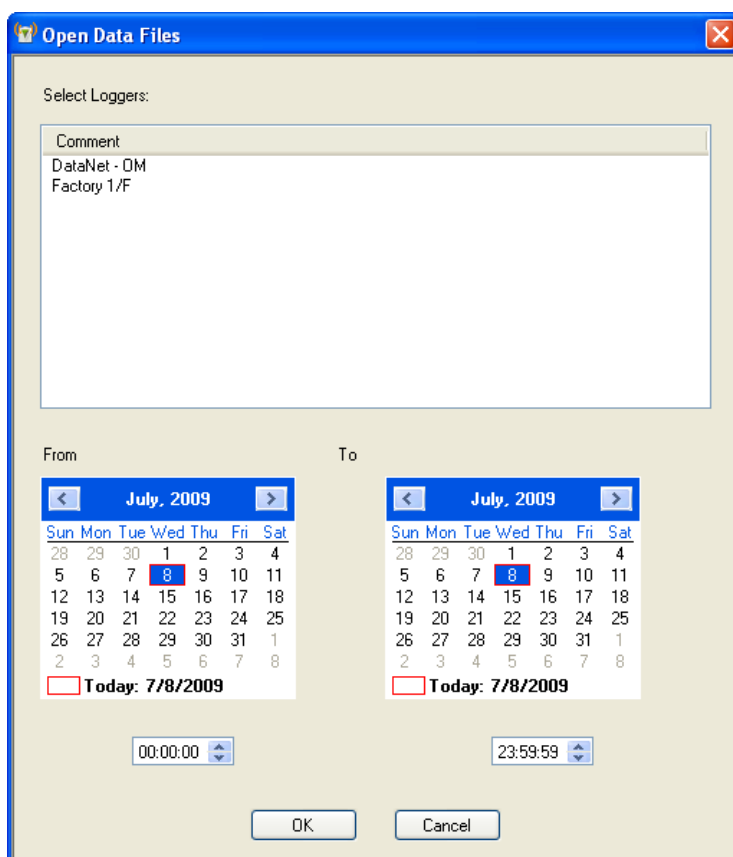 Open Data Files
Select Loggers:
Comment
DataNet - OM
Factory 1/F
From To
July, 2009 July, 2009
Sun Mon Tue Wed Thu Fri Sat Sun Mon Tue Wed Thu Fri Sat
28 29 30 1 2 3 4 28 29 30 1 2 3 4
5 6 7 8 9 10 11 5 6 7 8 9 10 11
12 13 14 15 16 17 18 12 13 14 15 16 17 18
19 20 21 22 23 24 25 19 20 21 22 23 24 25
26 27 28 29 30 31 1 26 27 28 29 30 31 1
2 3 4 5 6 7 8 2 3 4 5 6 7 8
Today: 7/8/2009 Today: 7/8/2009
00:00:00 23:59:59
OK Cancel